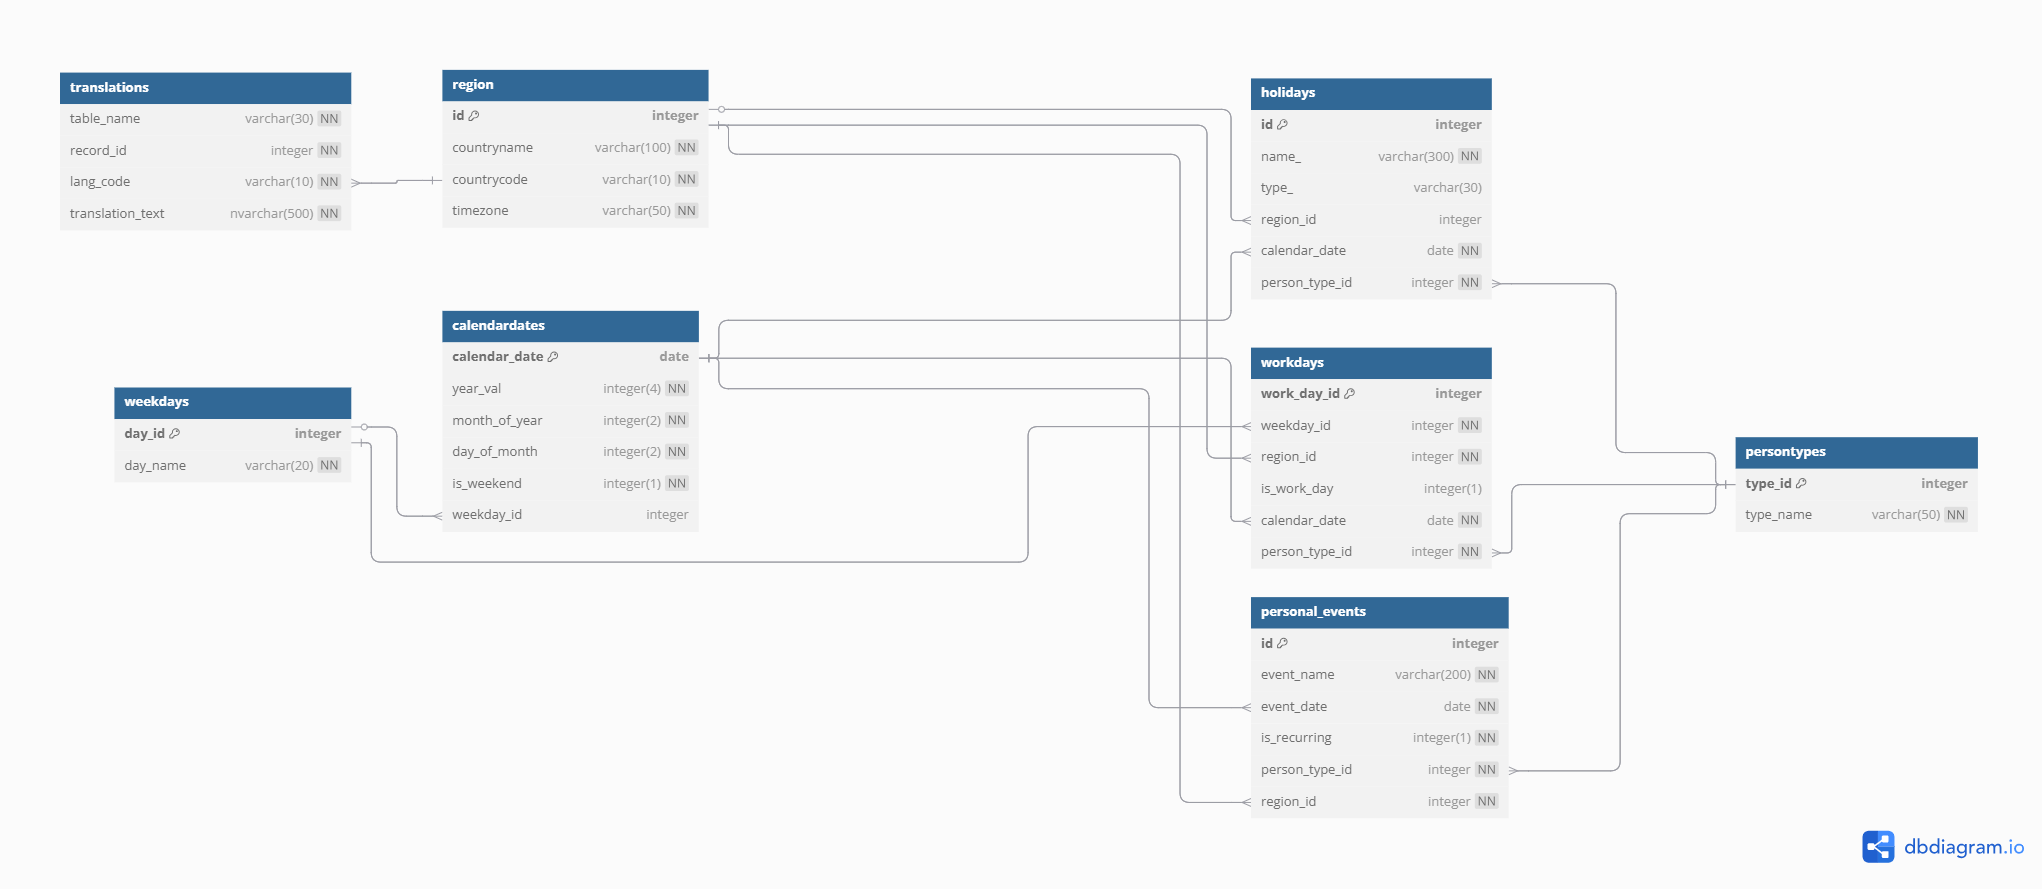 translations
table_name varchar(30) NN
record_id integer NN
lang_code varchar(10) NN
translation_text nvarchar(500) NN
region
id integer
countryname varchar(100) NN
countrycode varchar(10) NN
timezone varchar(50) NN
holidays
id integer
name_ varchar(300) NN
type_ varchar(30)
region_id integer
calendar_date date NN
person_type_id integer NN
calendardates
calendar_date date
year_val integer(4) NN
month_of_year integer(2) NN
day_of_month integer(2) NN
is_weekend integer(1) NN
weekday_id integer
weekdays
day_id integer
day_name varchar(20) NN
workdays
work_day_id integer
weekday_id integer NN
region_id integer NN
is_work_day integer(1)
calendar_date date NN
person_type_id integer NN
persontypes
type_id integer
type_name varchar(50) NN
personal_events
id integer
event_name varchar(200) NN
event_date date NN
is_recurring integer(1) NN
person_type_id integer NN
region_id integer NN
dbdiagram.io